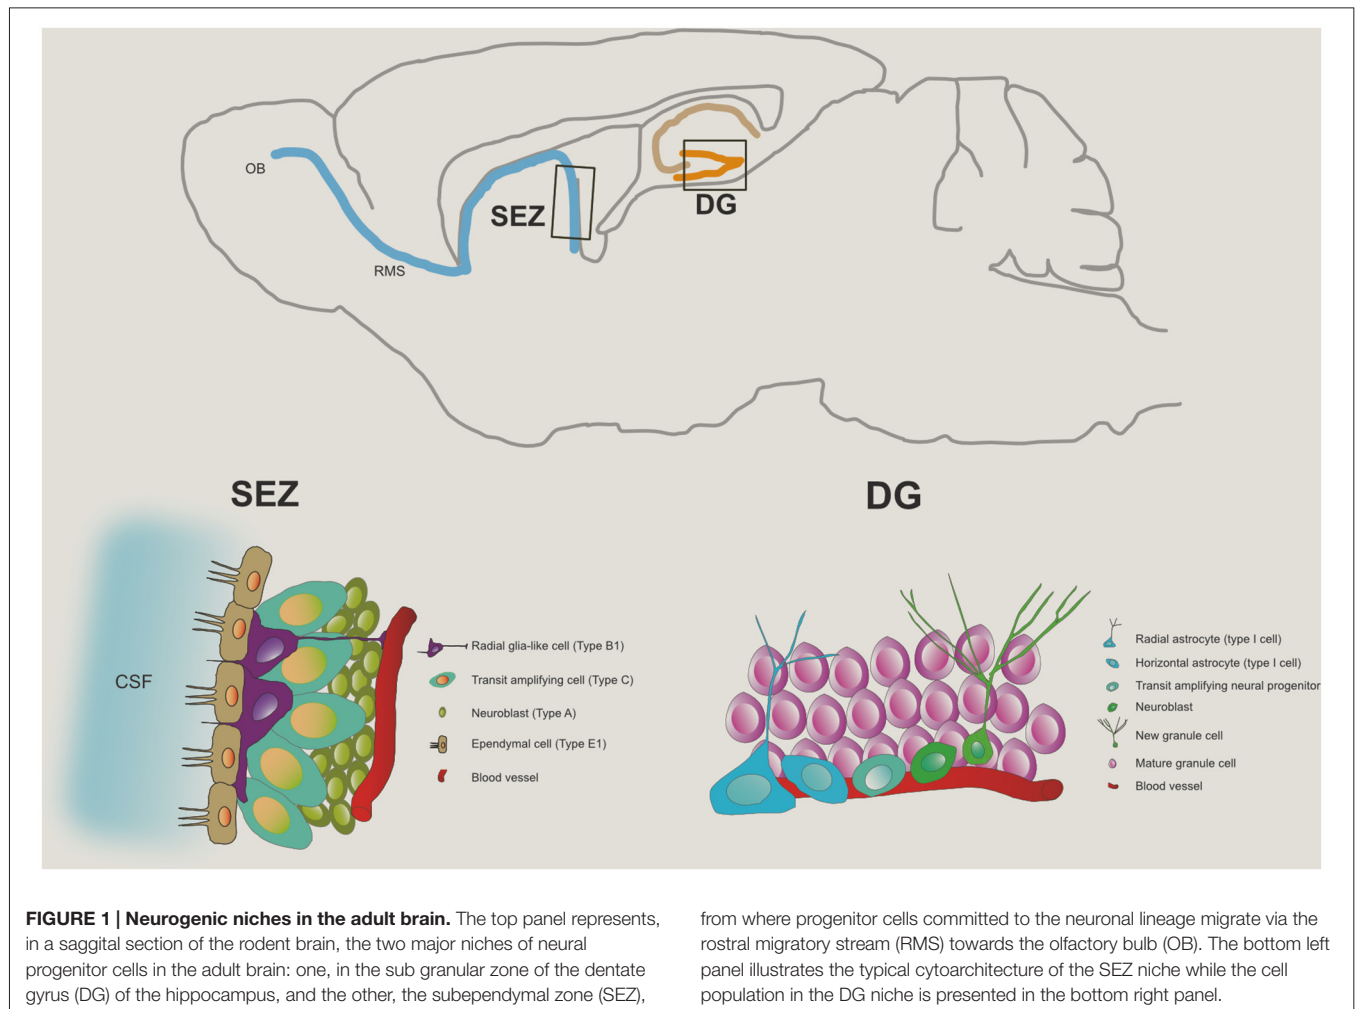 OB
SEZ
DG
RMS
SEZ
DG
CSF
Radial glia-like cell (Type B1)
Transit amplifying cell (Type C)
Neuroblast (Type A)
Ependymal cell (Type E1)
Blood vessel
Radial astrocyte (type I cell)
Horizontal astrocyte (type I cell)
Transit amplifying neural progenitor
Neuroblast
New granule cell
Mature granule cell
Blood vessel
FIGURE 1 | Neurogenic niches in the adult brain. The top panel represents,
in a saggital section of the rodent brain, the two major niches of neural
progenitor cells in the adult brain: one, in the sub granular zone of the dentate
gyrus (DG) of the hippocampus, and the other, the subependymal zone (SEZ),
from where progenitor cells committed to the neuronal lineage migrate via the
rostral migratory stream (RMS) towards the olfactory bulb (OB). The bottom left
panel illustrates the typical cytoarchitecture of the SEZ niche while the cell
population in the DG niche is presented in the bottom right panel.